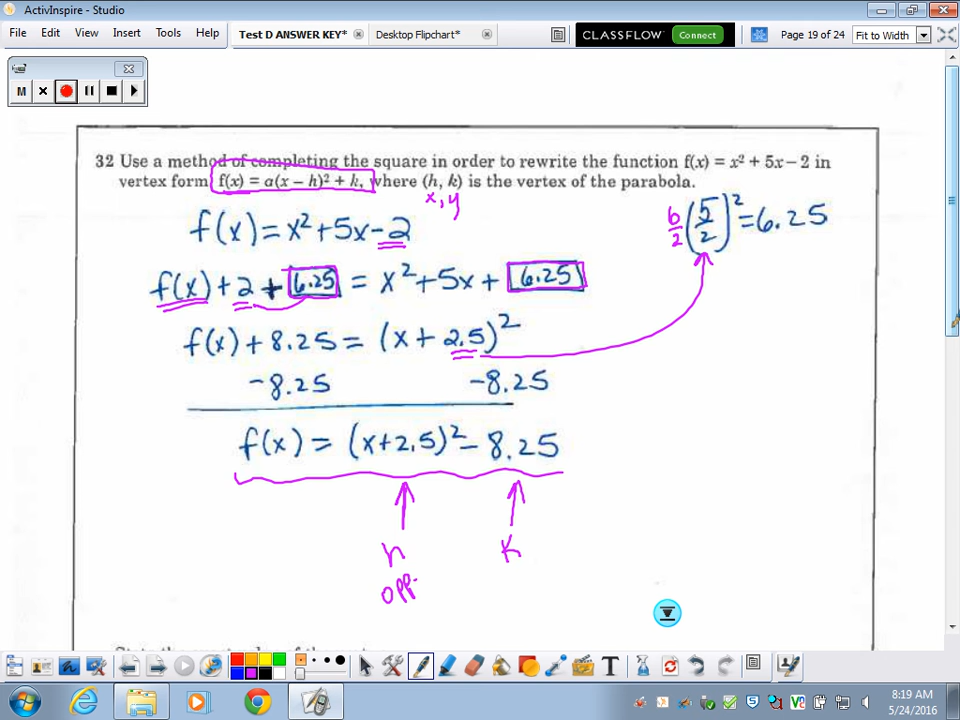 ActivInspire - Studio
File Edit View Insert Tools Help Test D ANSWER KEY* Desktop Flipchart* CLASSFLOW Connect Page 19 of 24 Fit to Width
M
32 Use a method of completing the square in order to rewrite the function f(x) = x² + 5x − 2 in
vertex form f(x) = a(x − h)² + k, where (h, k) is the vertex of the parabola.
x, y
f(x) = x² + 5x - 2
b/2 (5/2)² = 6.25
f(x) + 2 + 6.25 = x² + 5x + 6.25
f(x) + 8.25 = (x + 2.5)²
-8.25 -8.25
f(x) = (x+2.5)² - 8.25
h K
opp.
T
8:19 AM
5/24/2016